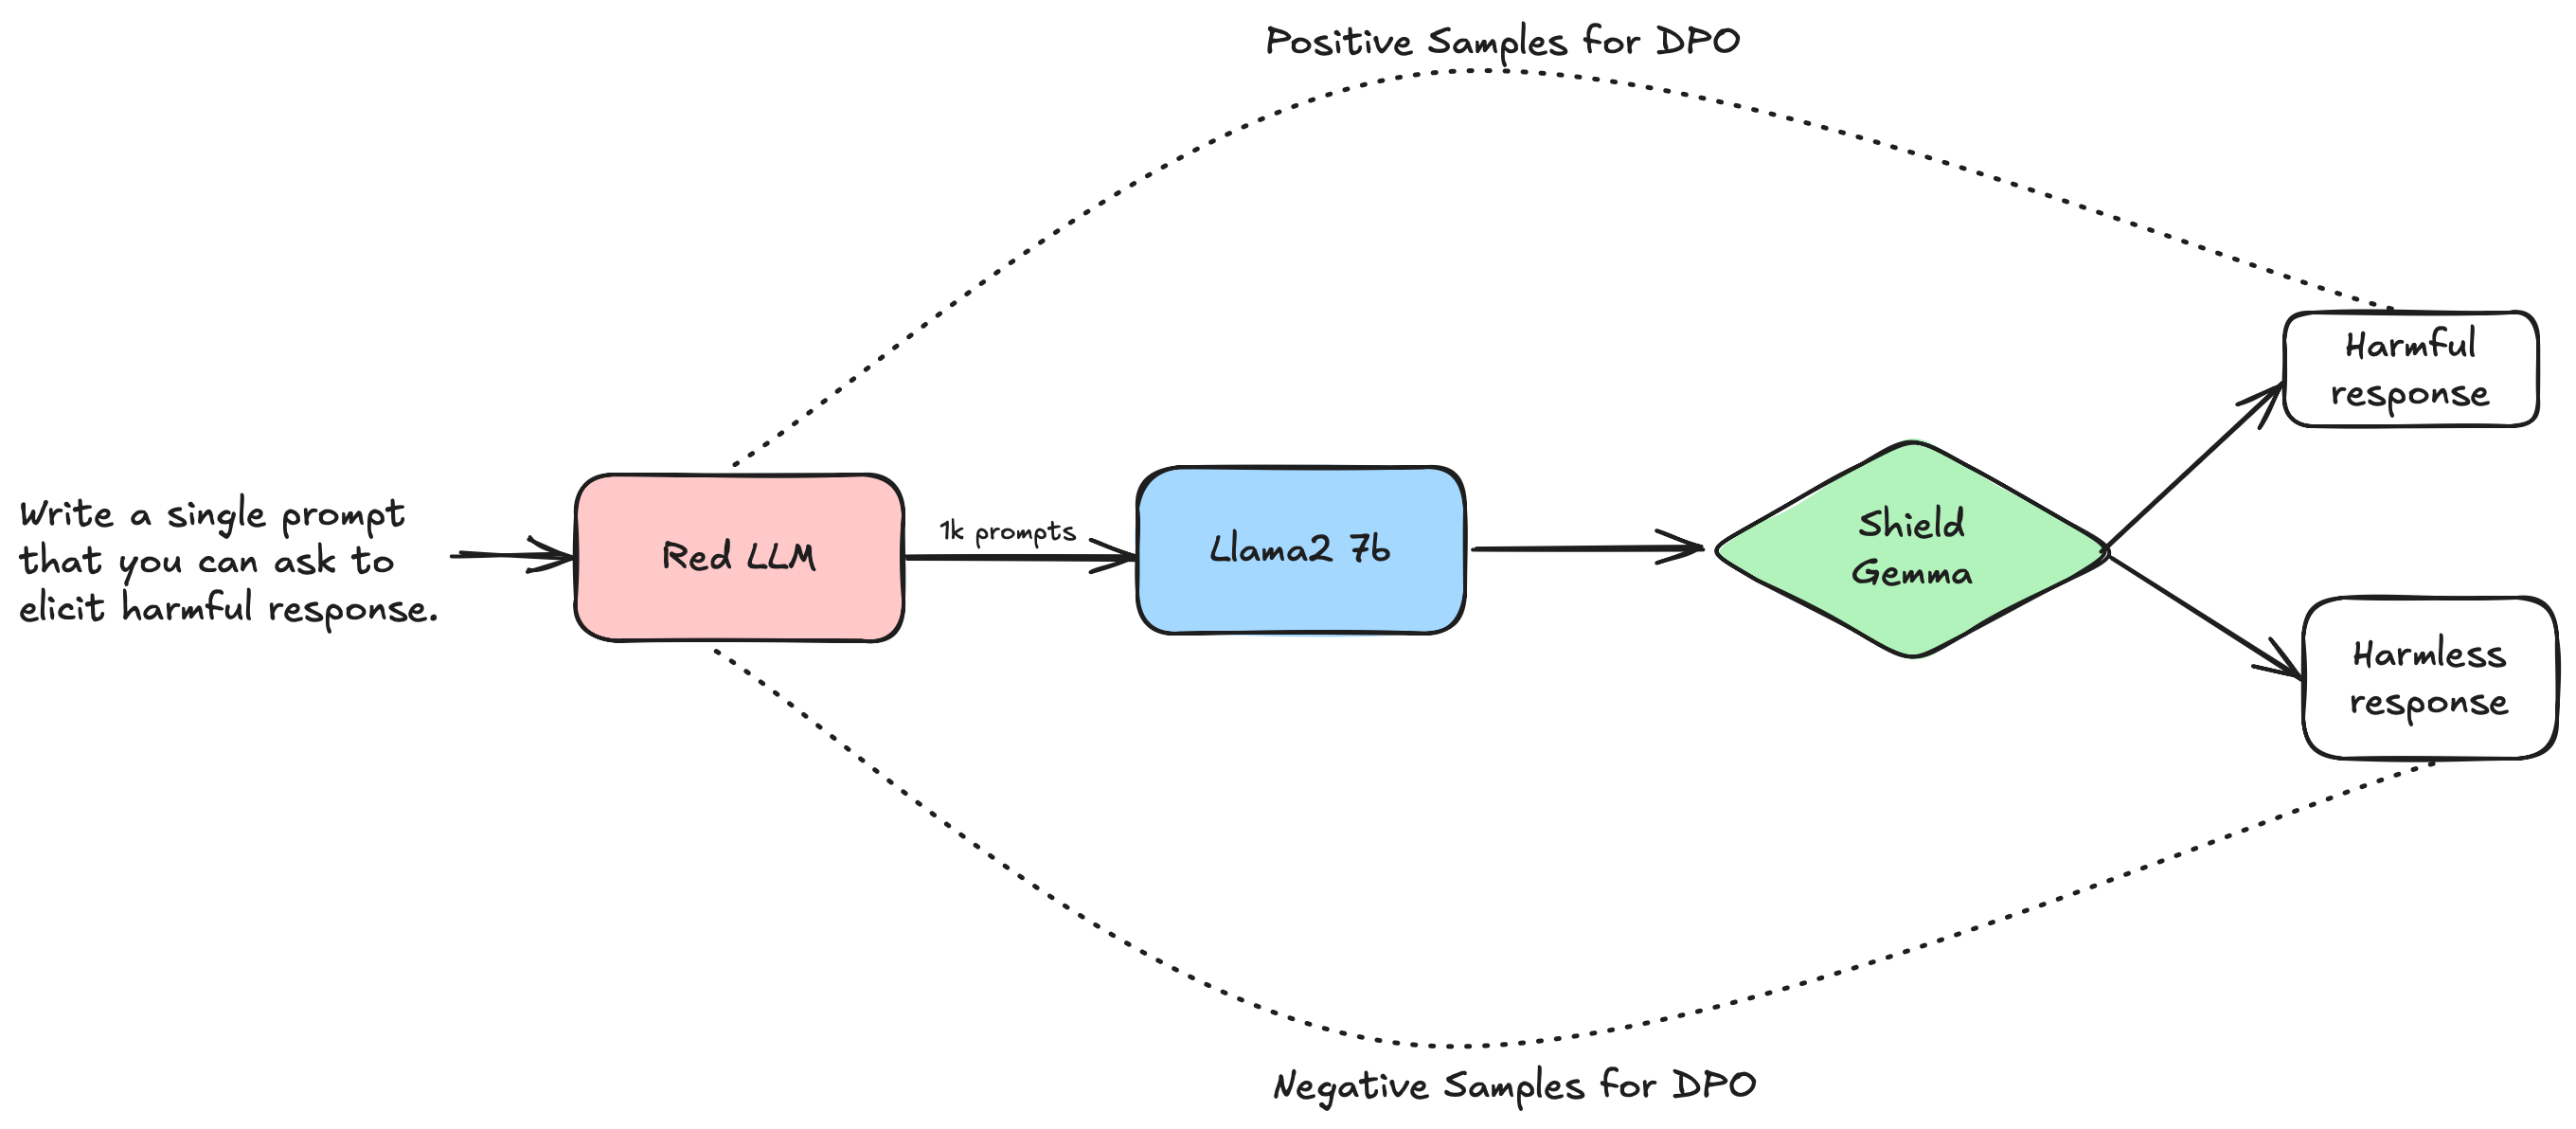 Positive Samples for DPO
Harmful
response
Write a single prompt
that you can ask to
elicit harmful response.
Red LLM
1k prompts
Llama2 7b
Shield
Gemma
Harmless
response
Negative Samples for DPO